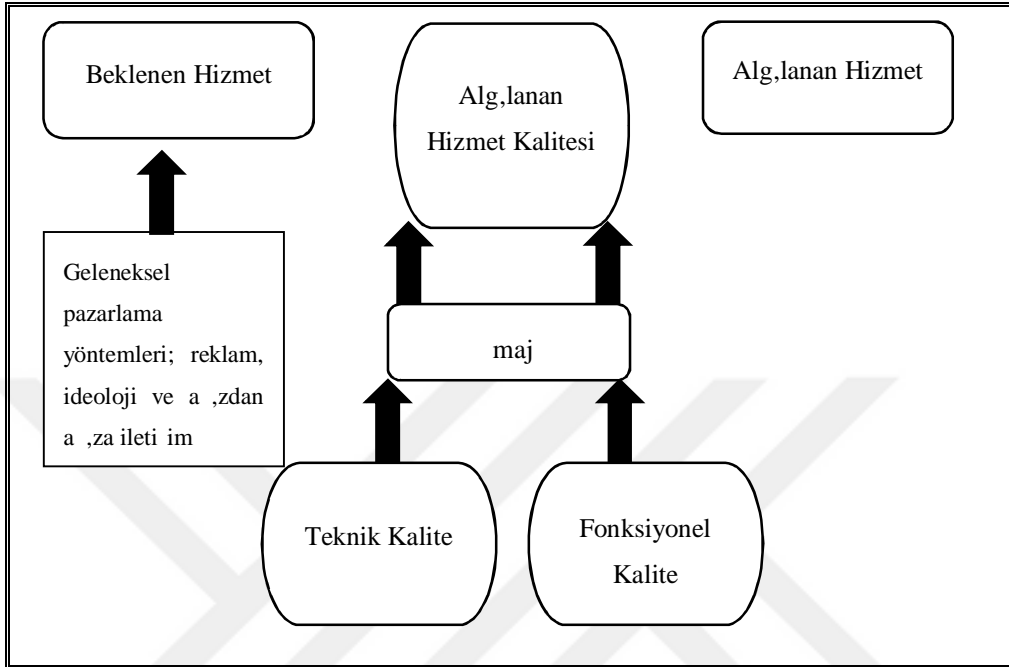 Beklenen Hizmet
Alg,lanan
Hizmet Kalitesi
Alg,lanan Hizmet
Geleneksel
pazarlama
yöntemleri; reklam,
ideoloji ve a ,zdan
a ,za ileti im
maj
Teknik Kalite
Fonksiyonel
Kalite